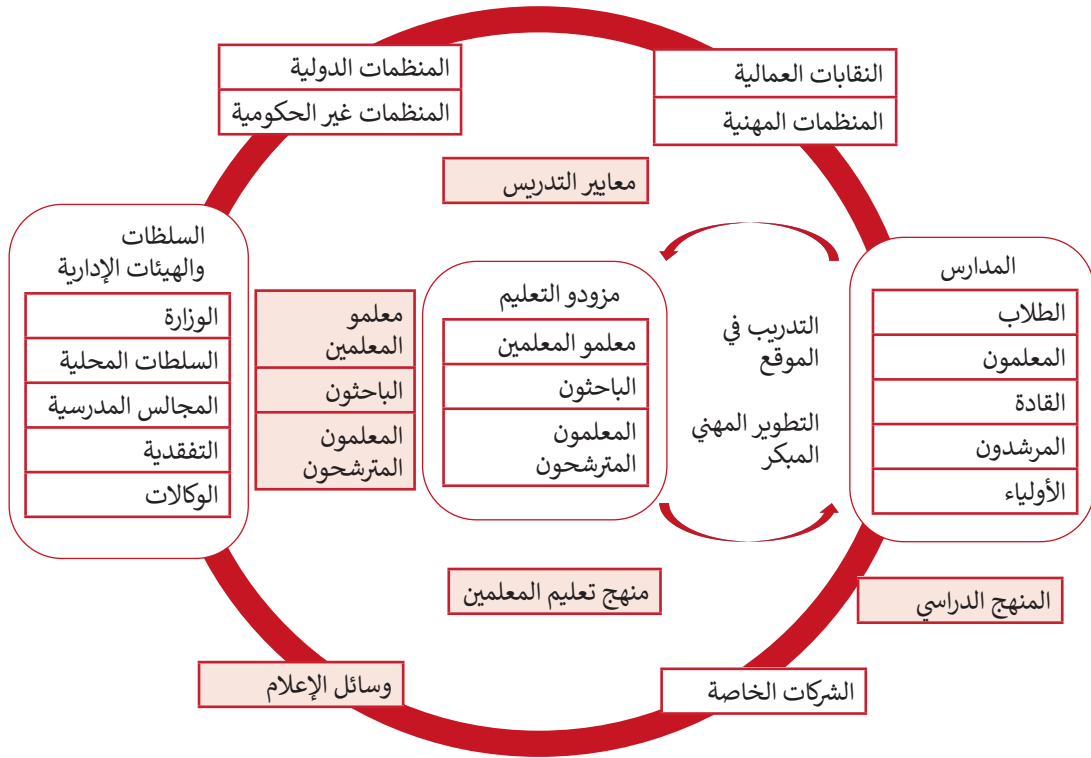 النقابات العمالية
المنظمات المهنية
المنظمات الدولية
المنظمات غير الحكومية
معايير التدريس
المدارس
الطلاب
المعلمون
القادة
المرشدون
الأولياء
التدريب في
الموقع
التطوير المهني
المبكر
مزودو التعليم
معلمو المعلمين
الباحثون
المعلمون
المترشحون
معلمو
المعلمين
الباحثون
المعلمون
المترشحون
السلظات
والهيئات الإدارية
الوزارة
السلطات المحلية
المجالس المدرسية
التفقدية
الوكالات
منهج تعليم المعلمين
المنهج الدراسي
الشركات الخاصة
وسائل الإعلام